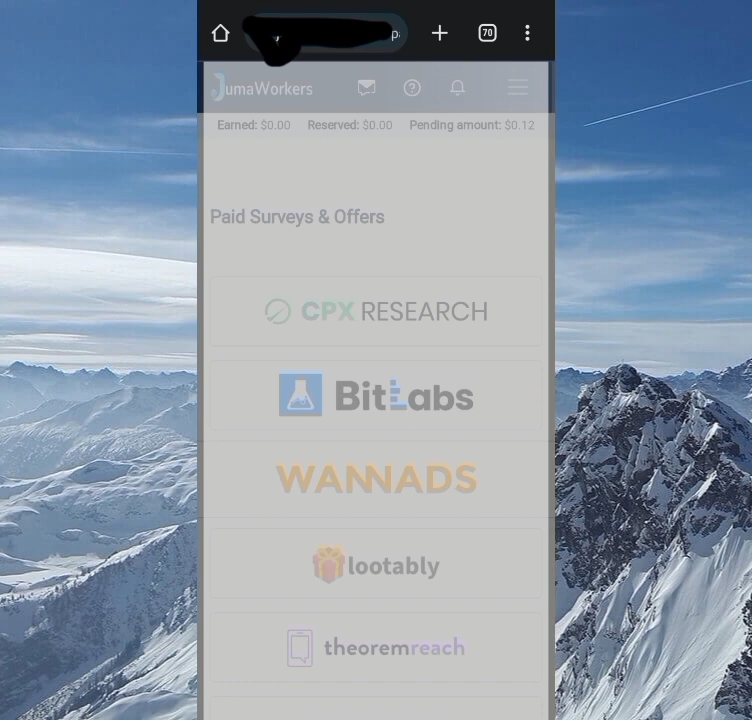 70
JumaWorkers
Earned: $0.00 Reserved: $0.00 Pending amount: $0.12
Paid Surveys & Offers
CPX RESEARCH
BitLabs
WANNADS
lootably
theoremreach